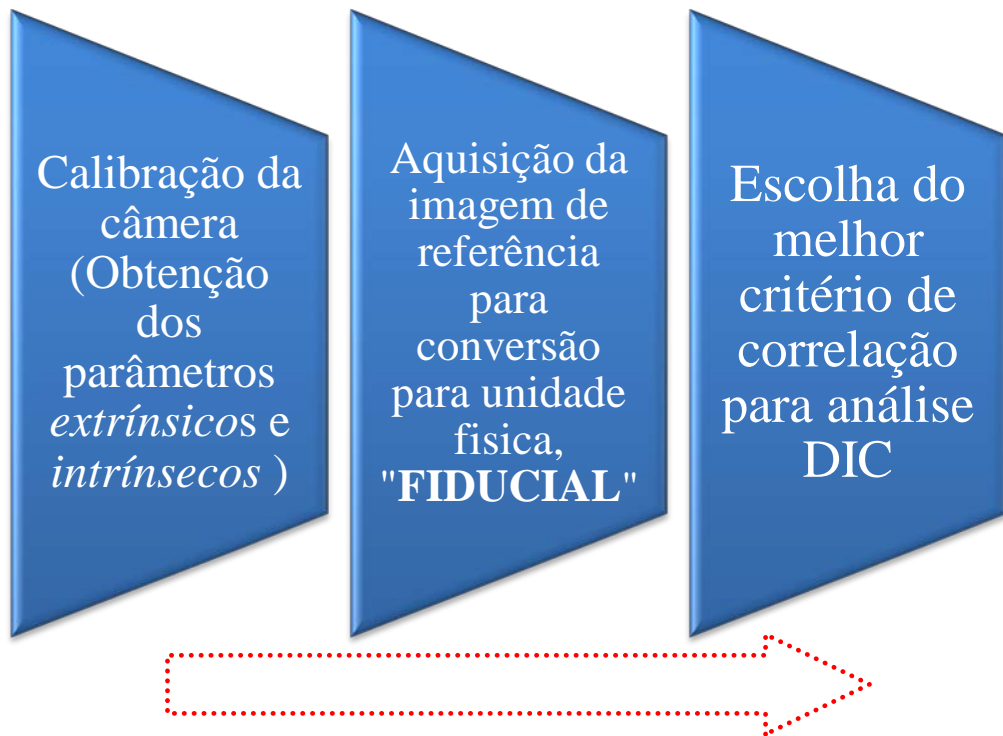 Calibração da
câmera
(Obtenção
dos
parâmetros
extrínsicos e
intrínsecos )
Aquisição da
imagem de
referência
para
conversão
para unidade
fisica,
"FIDUCIAL"
Escolha do
melhor
critério de
correlação
para análise
DIC